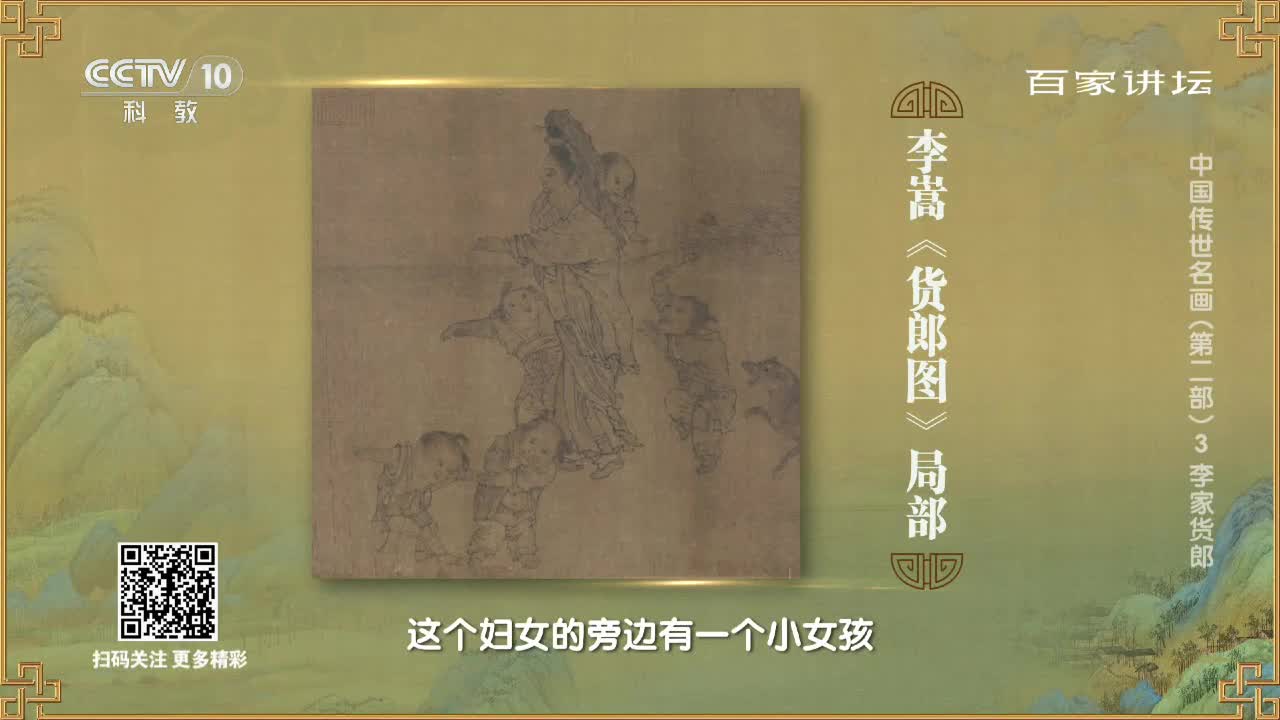 CCTV 10
科教
百家讲坛
李嵩《货郎图》局部
中国传世名画(第二部)3 李家货郎
扫码关注 更多精彩
这个妇女的旁边有一个小女孩